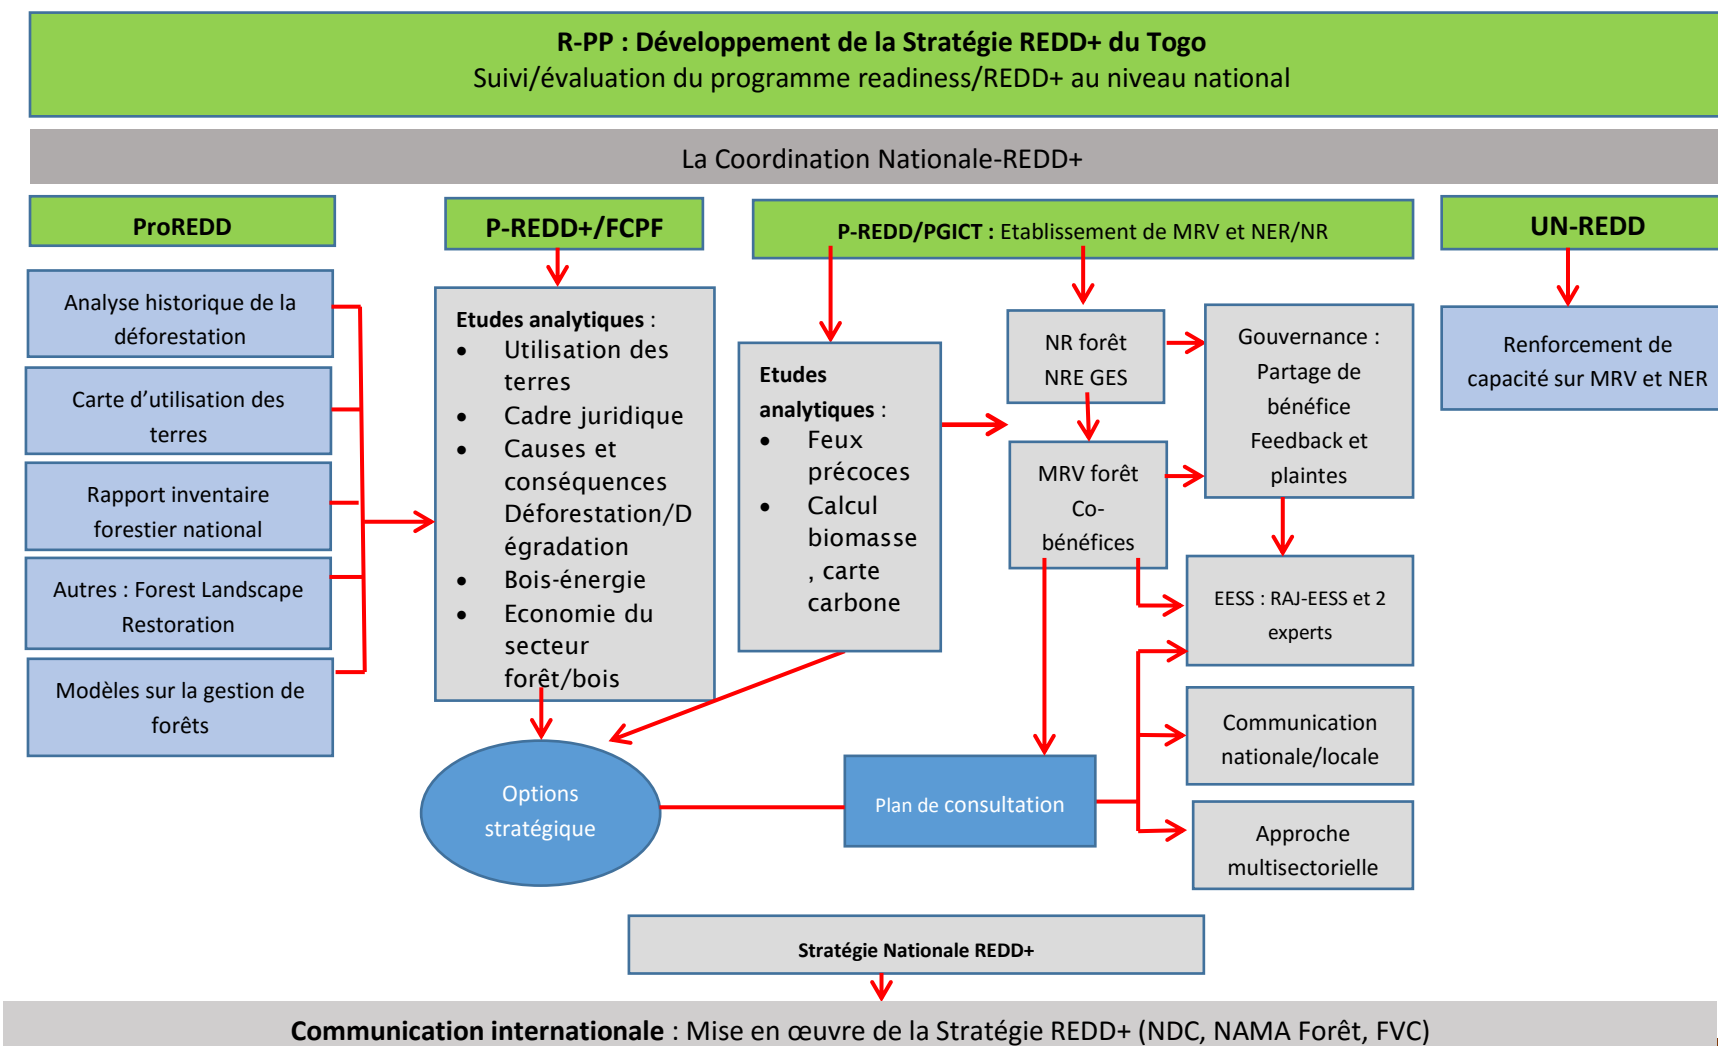 R-PP : Développement de la Stratégie REDD+ du Togo
Suivi/évaluation du programme readiness/REDD+ au niveau national
La Coordination Nationale-REDD+
ProREDD
Analyse historique de la
déforestation
Carte d’utilisation des
terres
Rapport inventaire
forestier national
Autres : Forest Landscape
Restoration
Modèles sur la gestion de
forêts
P-REDD+/FCPF
Etudes analytiques :
• Utilisation des
terres
• Cadre juridique
• Causes et
conséquences
Déforestation/D
égradation
• Bois-énergie
• Economie du
secteur
forêt/bois
P-REDD/PGICT : Etablissement de MRV et NER/NR
Etudes
analytiques :
• Feux
précoces
• Calcul
biomasse
, carte
carbone
NR forêt
NRE GES
MRV forêt
Co-
bénéfices
Gouvernance :
Partage de
bénéfice
Feedback et
plaintes
EESS : RAJ-EESS et 2
experts
Communication
nationale/locale
Approche
multisectorielle
UN-REDD
Renforcement de
capacité sur MRV et NER
Options
stratégique
Plan de consultation
Stratégie Nationale REDD+
Communication internationale : Mise en œuvre de la Stratégie REDD+ (NDC, NAMA Forêt, FVC)